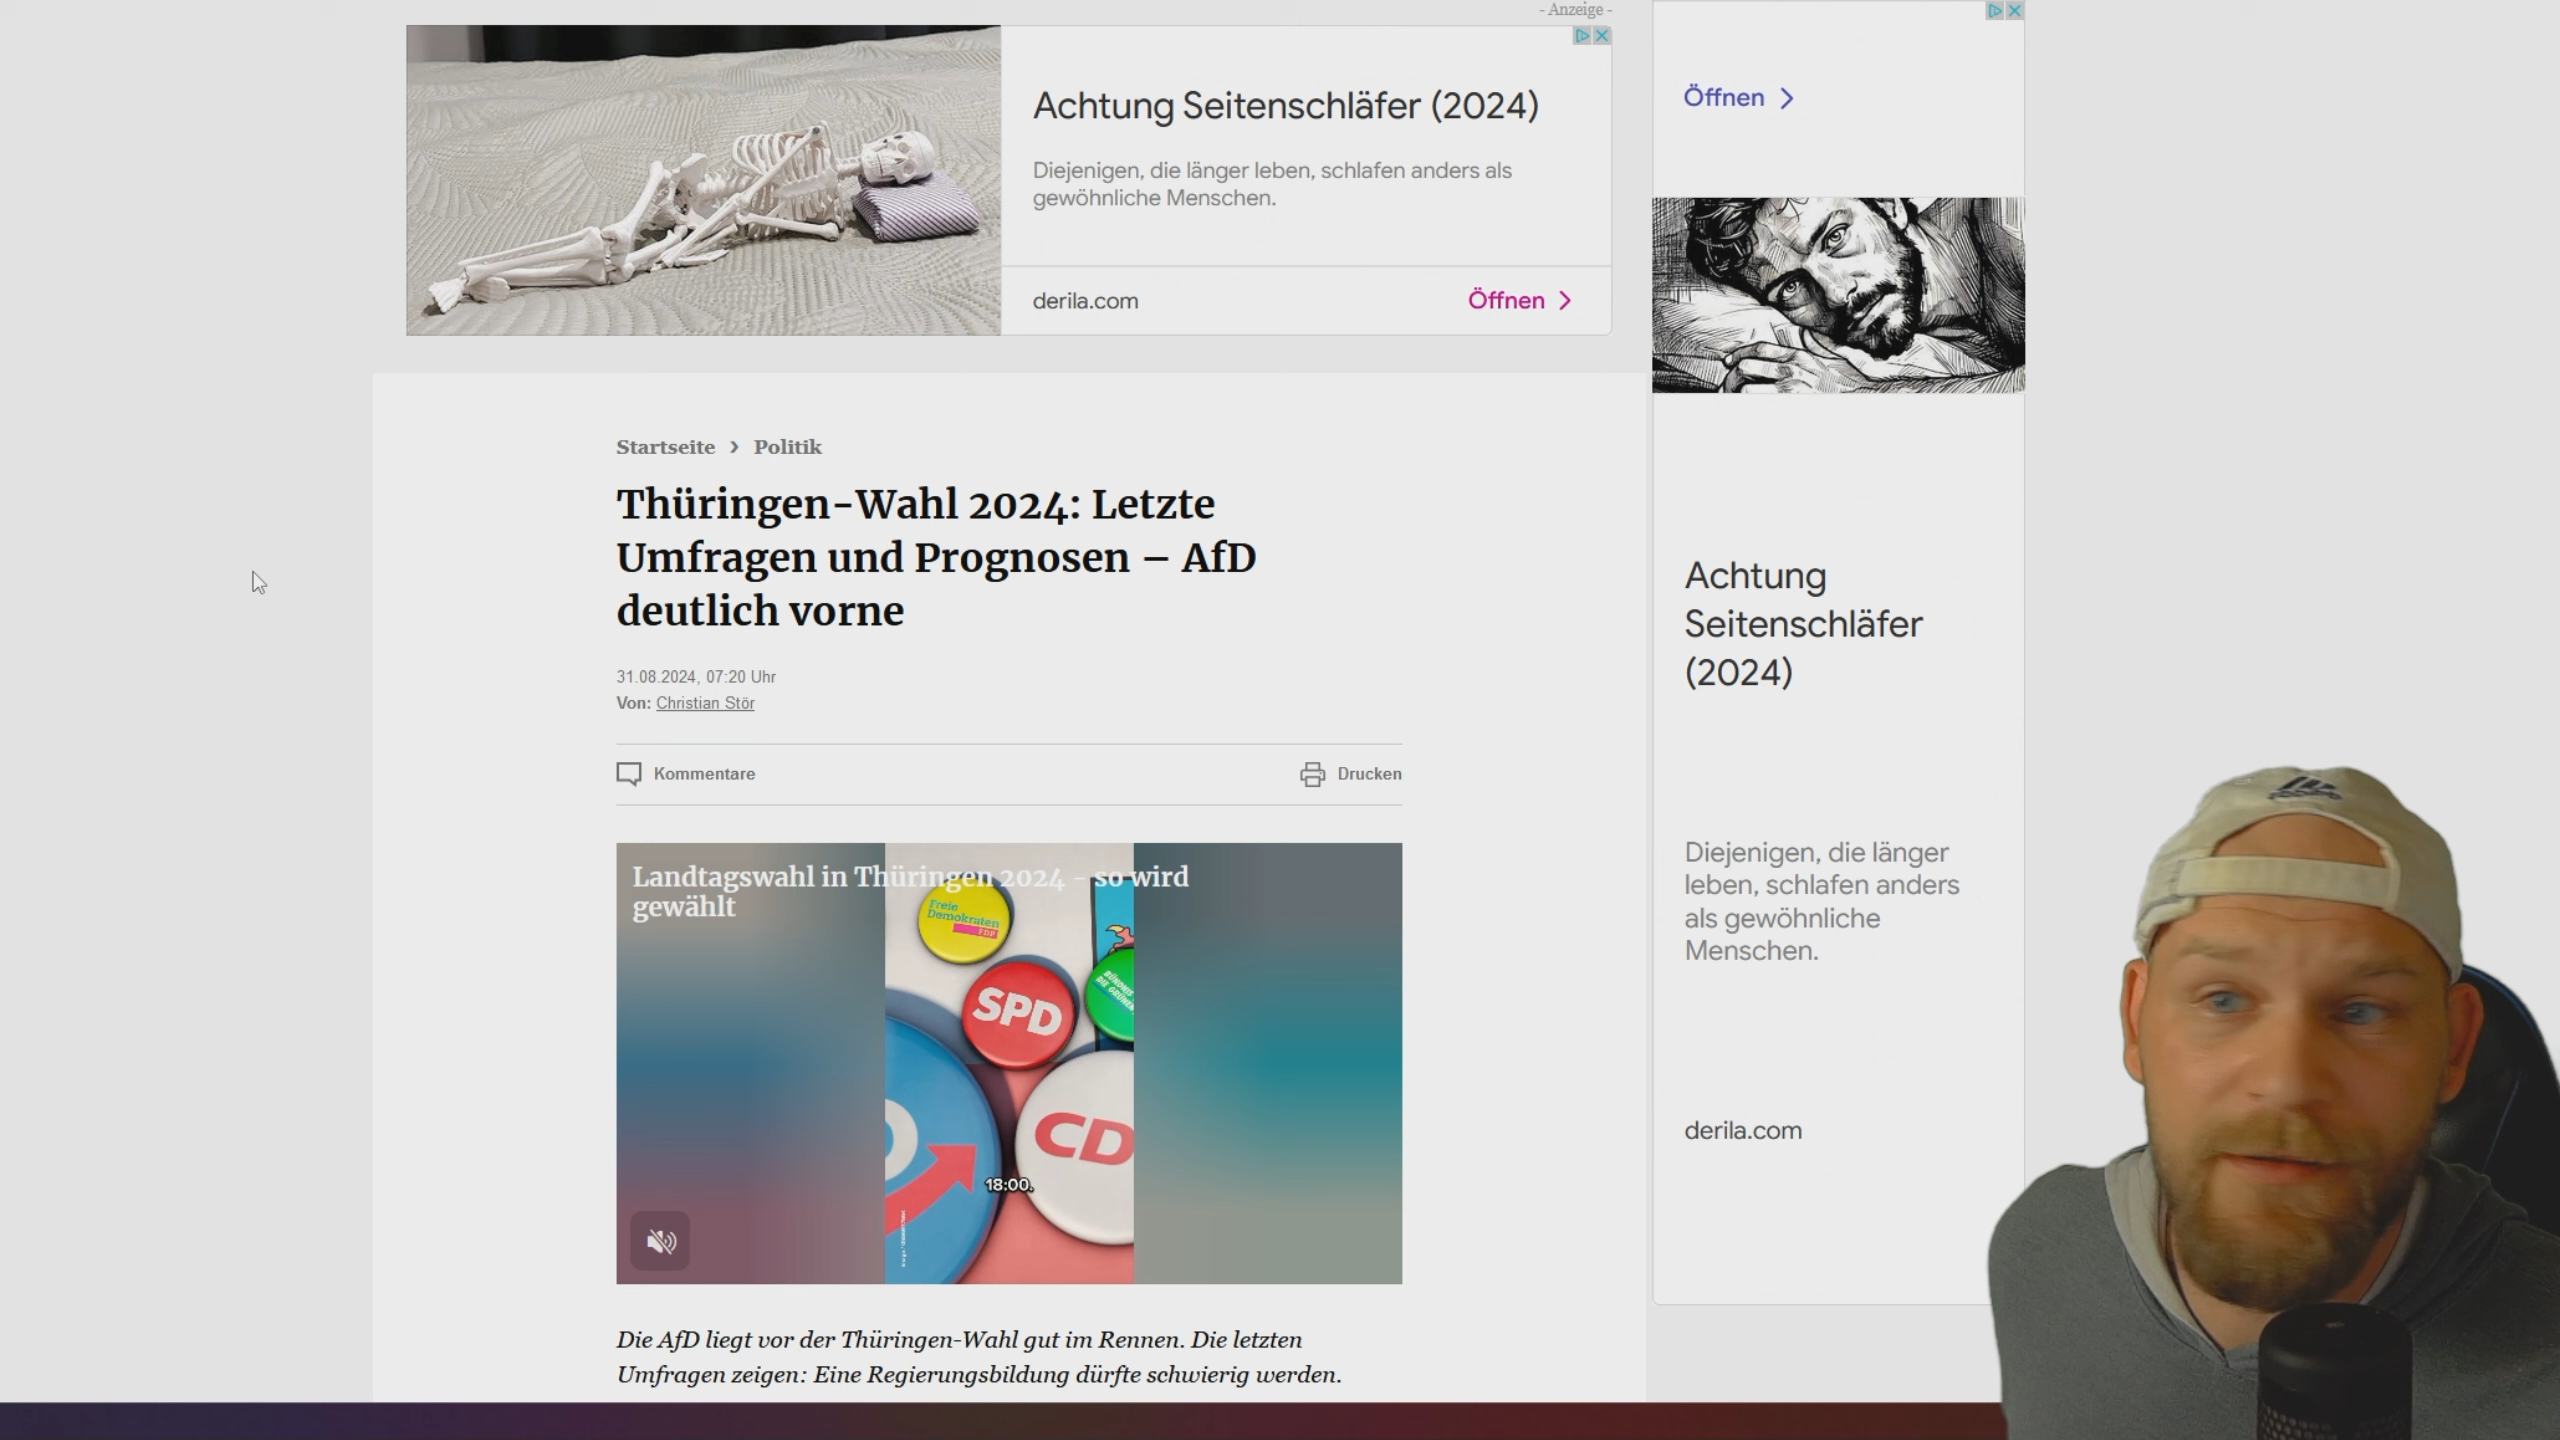 - Anzeige -
Achtung Seitenschläfer (2024)
Diejenigen, die länger leben, schlafen anders als
gewöhnliche Menschen.
derila.com
Öffnen
Öffnen
Achtung
Seitenschläfer
(2024)
Diejenigen, die länger
leben, schlafen anders
als gewöhnliche
Menschen.
derila.com
Startseite › Politik
Thüringen-Wahl 2024: Letzte
Umfragen und Prognosen – AfD
deutlich vorne
31.08.2024, 07:20 Uhr
Von: Christian Stör
Kommentare
Drucken
Landtagswahl in Thüringen 2024 - so wird
gewählt
Freie
Demokraten
FDP
SPD
BÜNDNIS
DIE GRÜNEN
CD
18:00.
Die AfD liegt vor der Thüringen-Wahl gut im Rennen. Die letzten
Umfragen zeigen: Eine Regierungsbildung dürfte schwierig werden.